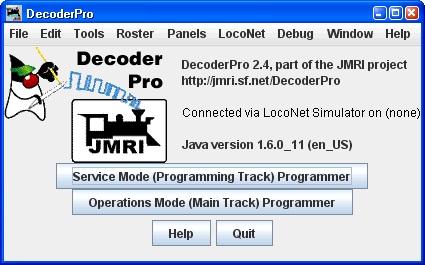 DecoderPro
File Edit Tools Roster Panels LocoNet Debug Window Help
Decoder
Pro
JMRI
DecoderPro 2.4, part of the JMRI project
http://jmri.sf.net/DecoderPro
Connected via LocoNet Simulator on (none)
Java version 1.6.0_11 (en_US)
Service Mode (Programming Track) Programmer
Operations Mode (Main Track) Programmer
Help Quit